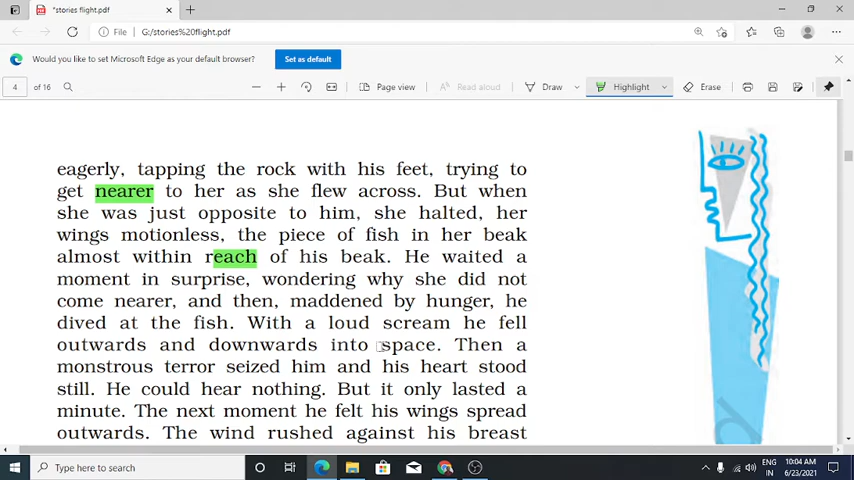 *stories flight.pdf
File
G:/stories%20flight.pdf
Would you like to set Microsoft Edge as your default browser?
Set as default
4 of 16
Page view
Read aloud
Draw
Highlight
Erase
eagerly, tapping the rock with his feet, trying to
get nearer to her as she flew across. But when
she was just opposite to him, she halted, her
wings motionless, the piece of fish in her beak
almost within reach of his beak. He waited a
moment in surprise, wondering why she did not
come nearer, and then, maddened by hunger, he
dived at the fish. With a loud scream he fell
outwards and downwards into space. Then a
monstrous terror seized him and his heart stood
still. He could hear nothing. But it only lasted a
minute. The next moment he felt his wings spread
outwards. The wind rushed against his breast
Type here to search
ENG
IN
10:04 AM
6/23/2021